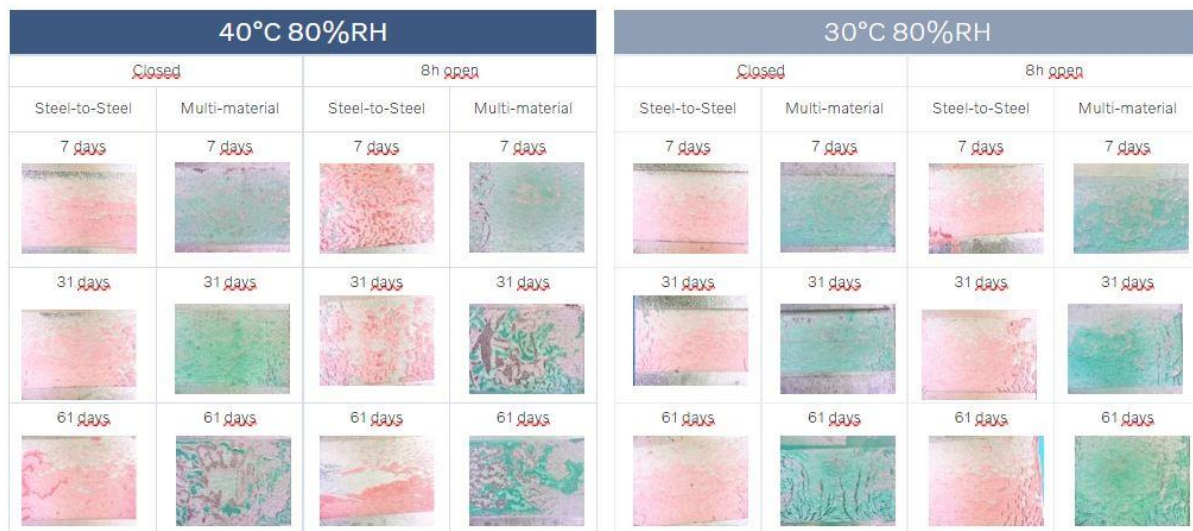 40°C 80%RH
30°C 80%RH
Closed
8h open
Closed
8h open
Steel-to-Steel
Multi-material
Steel-to-Steel
Multi-material
Steel-to-Steel
Multi-material
Steel-to-Steel
Multi-material
7 days
7 days
7 days
7 days
7 days
7 days
7 days
7 days
31 days
31 days
31 days
31 days
31 days
31 days
31 days
31 days
61 days
61 days
61 days
61 days
61 days
61 days
61 days
61 days